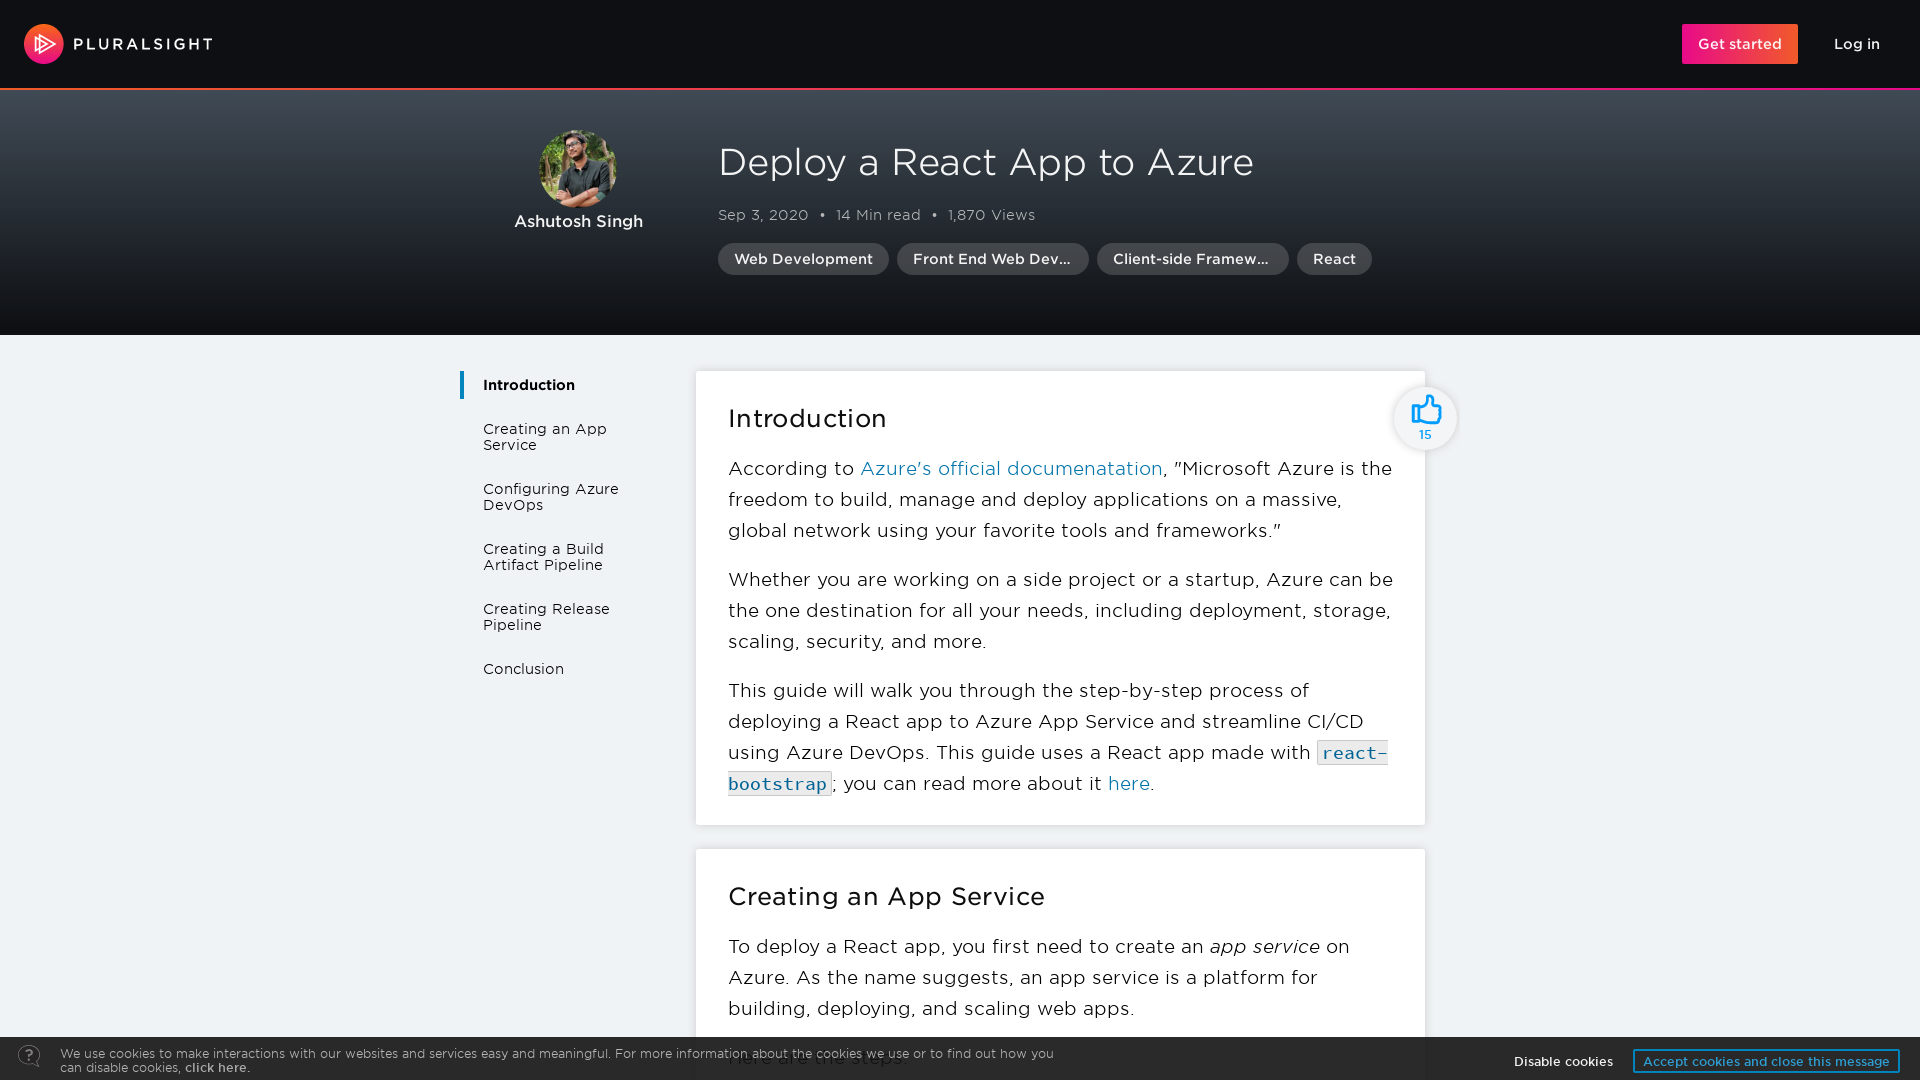 PLURALSIGHT
Get started
Log in
Ashutosh Singh
Deploy a React App to Azure
Sep 3, 2020 • 14 Min read • 1,870 Views
Web Development
Front End Web Dev...
Client-side Framew...
React
Introduction
Creating an App
Service
Configuring Azure
DevOps
Creating a Build
Artifact Pipeline
Creating Release
Pipeline
Conclusion
Introduction
15
According to Azure's official documenatation, "Microsoft Azure is the
freedom to build, manage and deploy applications on a massive,
global network using your favorite tools and frameworks."
Whether you are working on a side project or a startup, Azure can be
the one destination for all your needs, including deployment, storage,
scaling, security, and more.
This guide will walk you through the step-by-step process of
deploying a React app to Azure App Service and streamline CI/CD
using Azure DevOps. This guide uses a React app made with react-
bootstrap; you can read more about it here.
Creating an App Service
To deploy a React app, you first need to create an app service on
Azure. As the name suggests, an app service is a platform for
building, deploying, and scaling web apps.
Here are the steps:
We use cookies to make interactions with our websites and services easy and meaningful. For more information about the cookies we use or to find out how you
can disable cookies, click here.
Disable cookies
Accept cookies and close this message